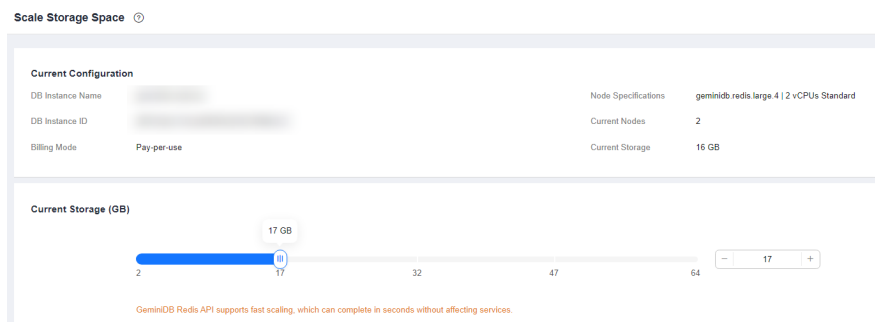 Scale Storage Space ?
Current Configuration
DB Instance Name
Node Specifications geminidb.redis.large.4 | 2 vCPUs Standard
DB Instance ID
Current Nodes 2
Billing Mode Pay-per-use
Current Storage 16 GB
Current Storage (GB)
17 GB
− 17 +
2 17 32 47 64
GeminiDB Redis API supports fast scaling, which can complete in seconds without affecting services.